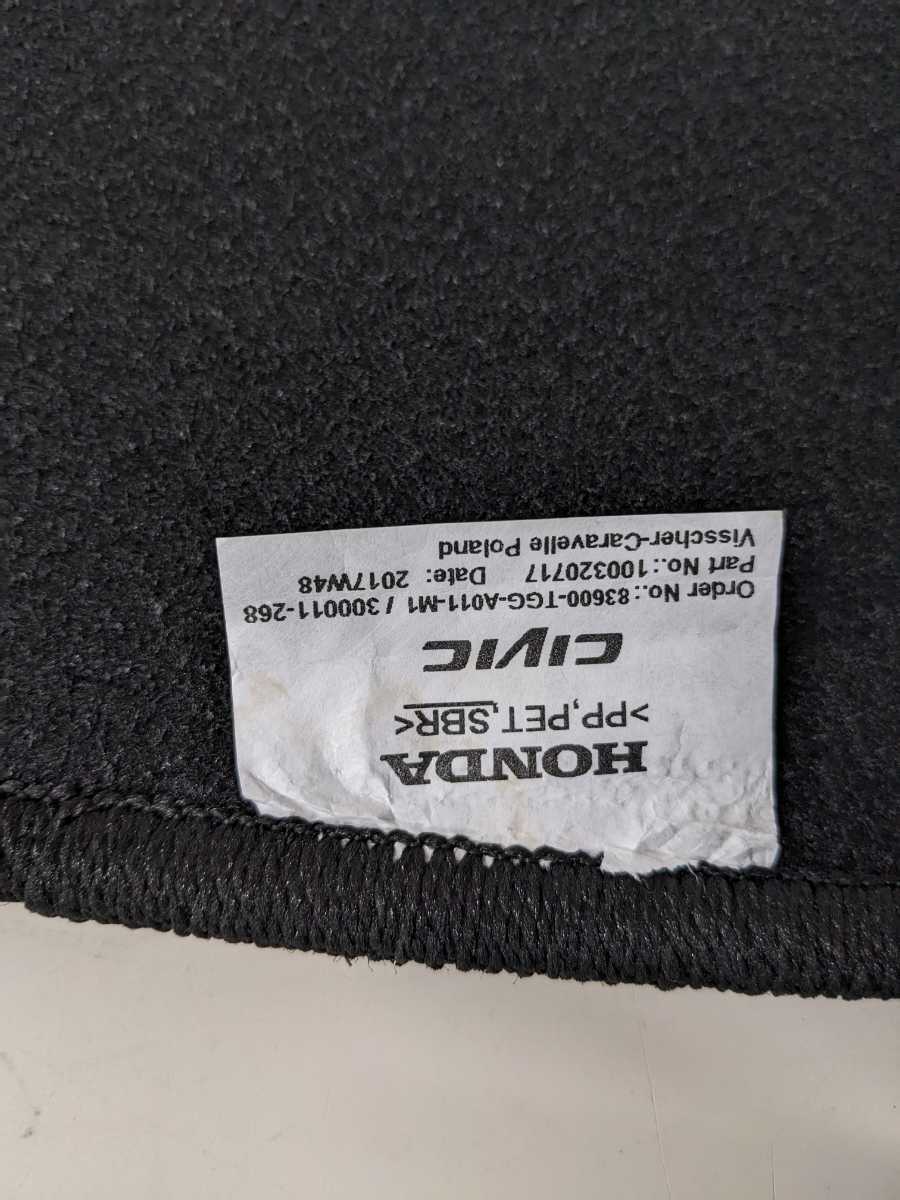 HONDA
>PP,PET,SBR<
CIVIC
Order No.:83600-TGG-A011-M1 / 300011-268
Part No.:100320717 Date: 2017W48
Visscher-Caravelle Poland